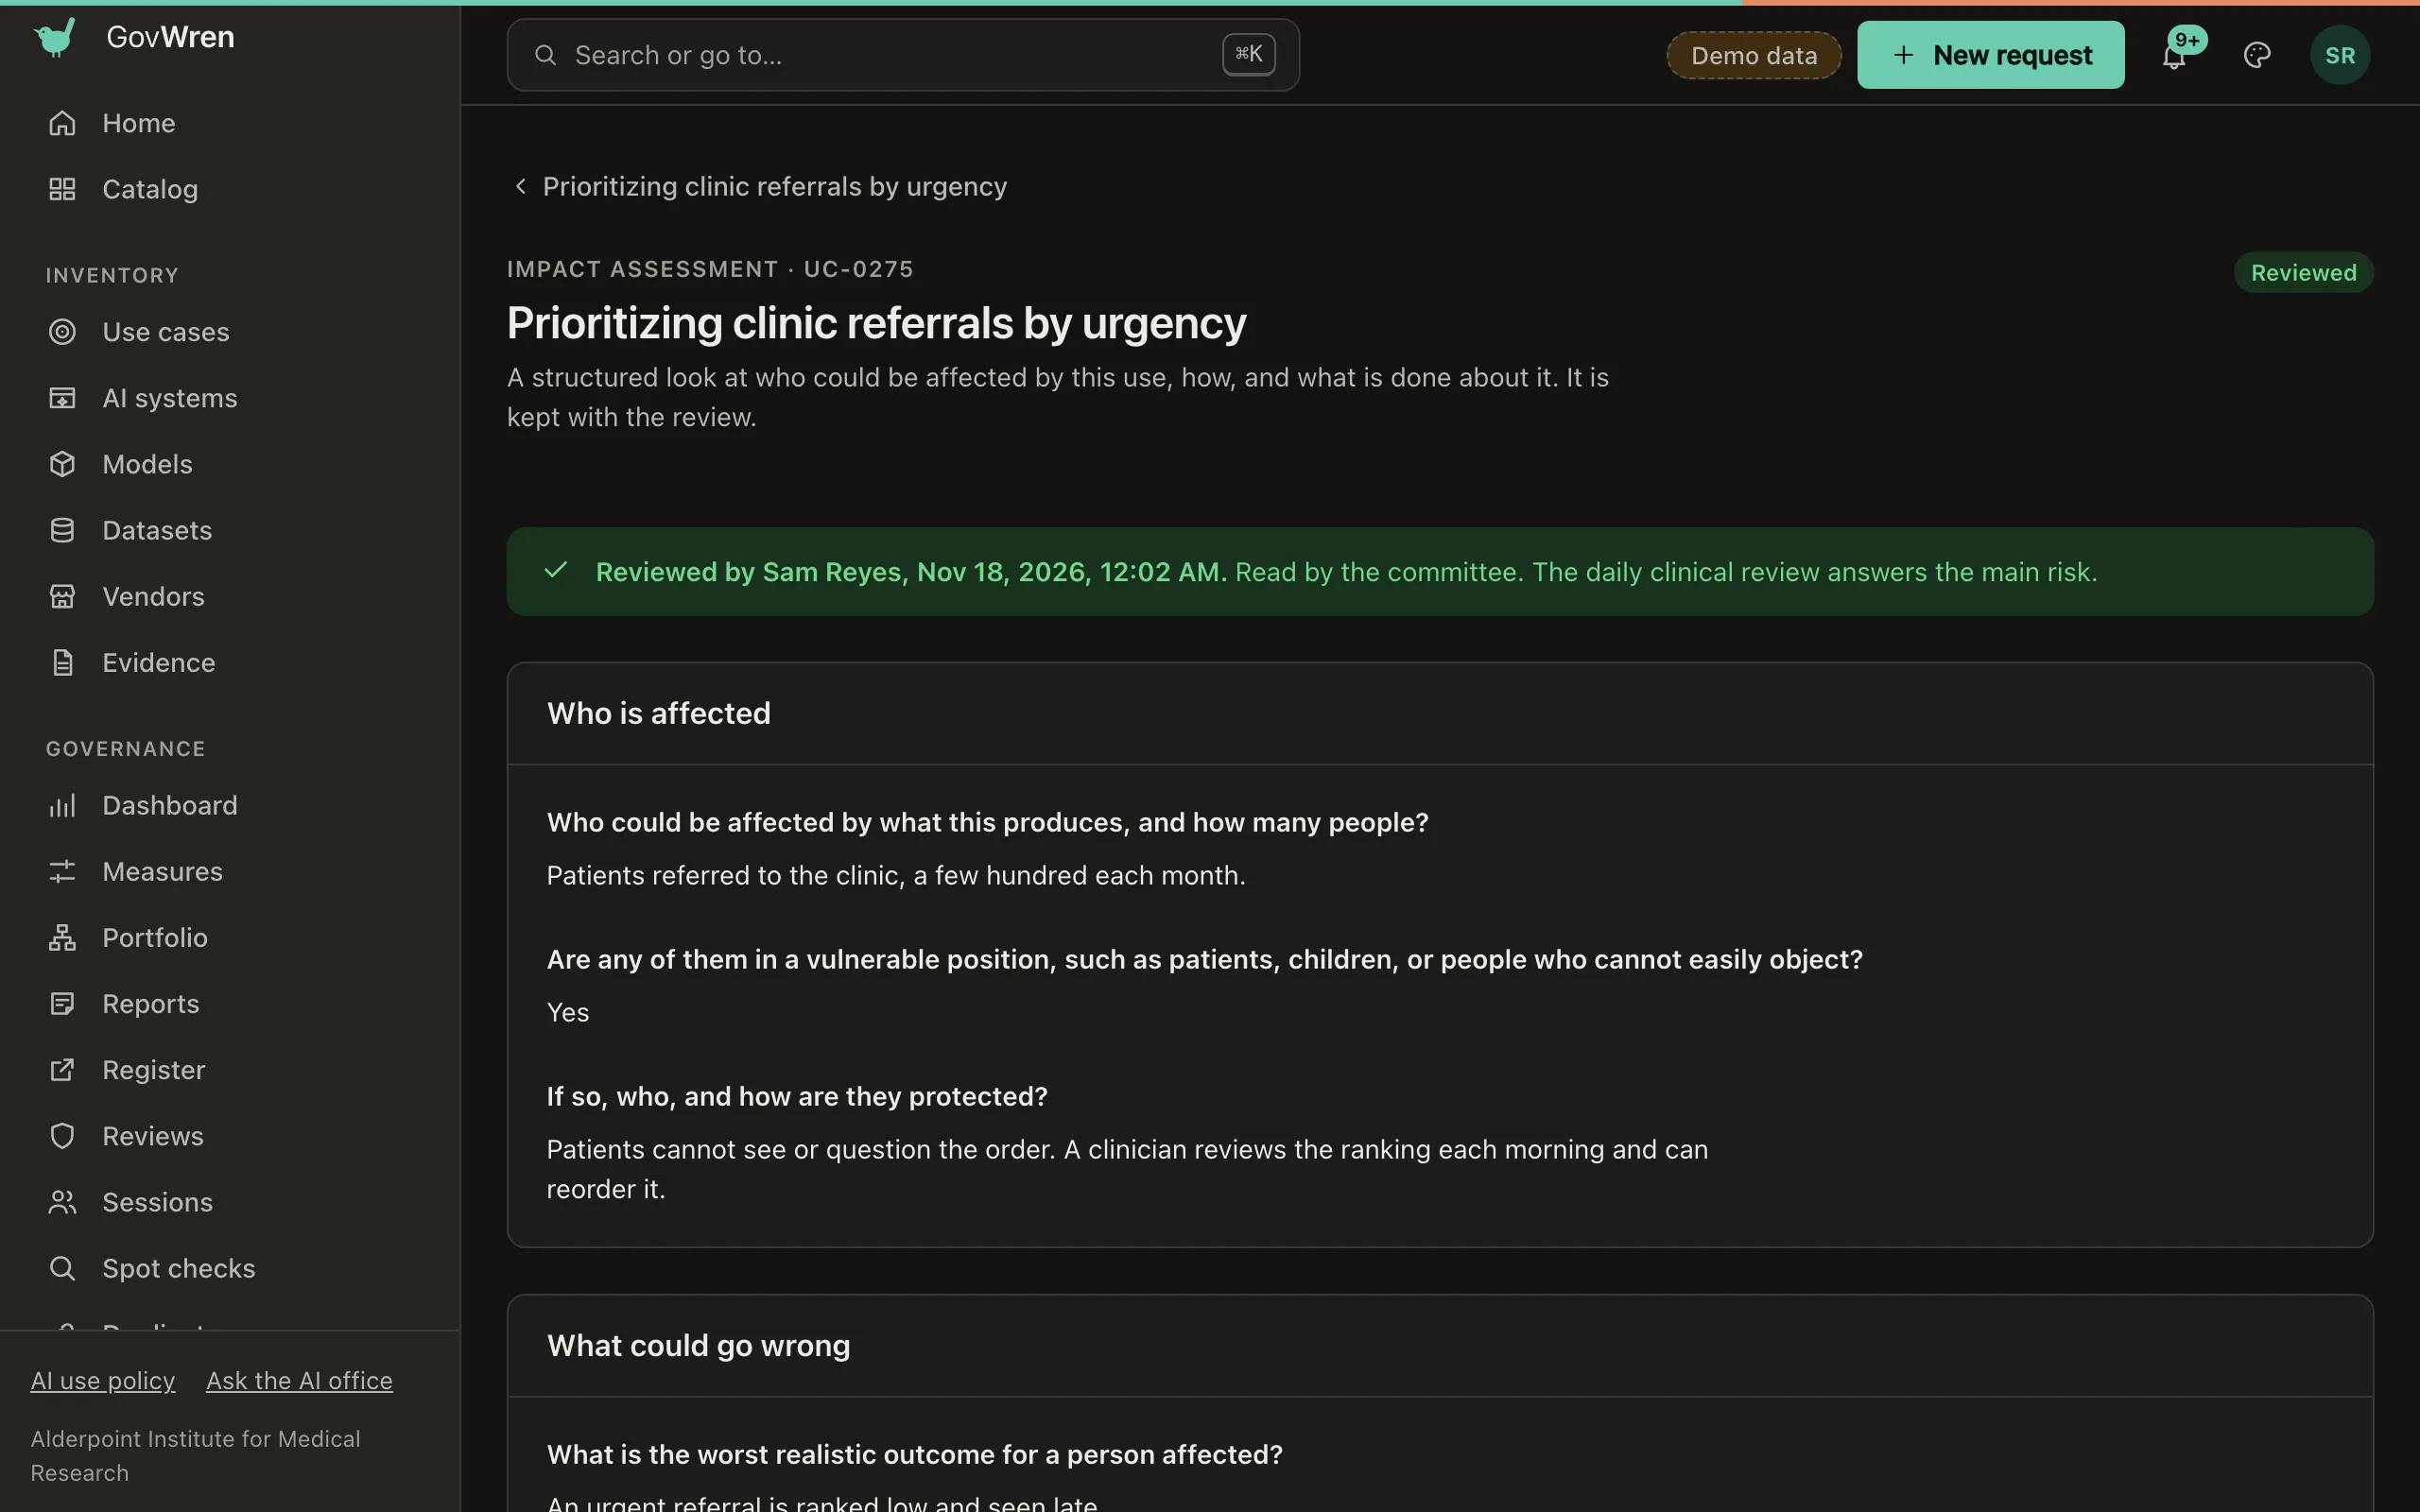 GovWren
Search or go to...
⌘K
Demo data
+ New request
9+
SR
Home
Catalog
INVENTORY
Use cases
AI systems
Models
Datasets
Vendors
Evidence
GOVERNANCE
Dashboard
Measures
Portfolio
Reports
Register
Reviews
Sessions
Spot checks
AI use policy
Ask the AI office
Alderpoint Institute for Medical
Research
Prioritizing clinic referrals by urgency
IMPACT ASSESSMENT · UC-0275
Reviewed
Prioritizing clinic referrals by urgency
A structured look at who could be affected by this use, how, and what is done about it. It is
kept with the review.
Reviewed by Sam Reyes, Nov 18, 2026, 12:02 AM. Read by the committee. The daily clinical review answers the main risk.
Who is affected
Who could be affected by what this produces, and how many people?
Patients referred to the clinic, a few hundred each month.
Are any of them in a vulnerable position, such as patients, children, or people who cannot easily object?
Yes
If so, who, and how are they protected?
Patients cannot see or question the order. A clinician reviews the ranking each morning and can
reorder it.
What could go wrong
What is the worst realistic outcome for a person affected?
An urgent referral is ranked low and seen late.